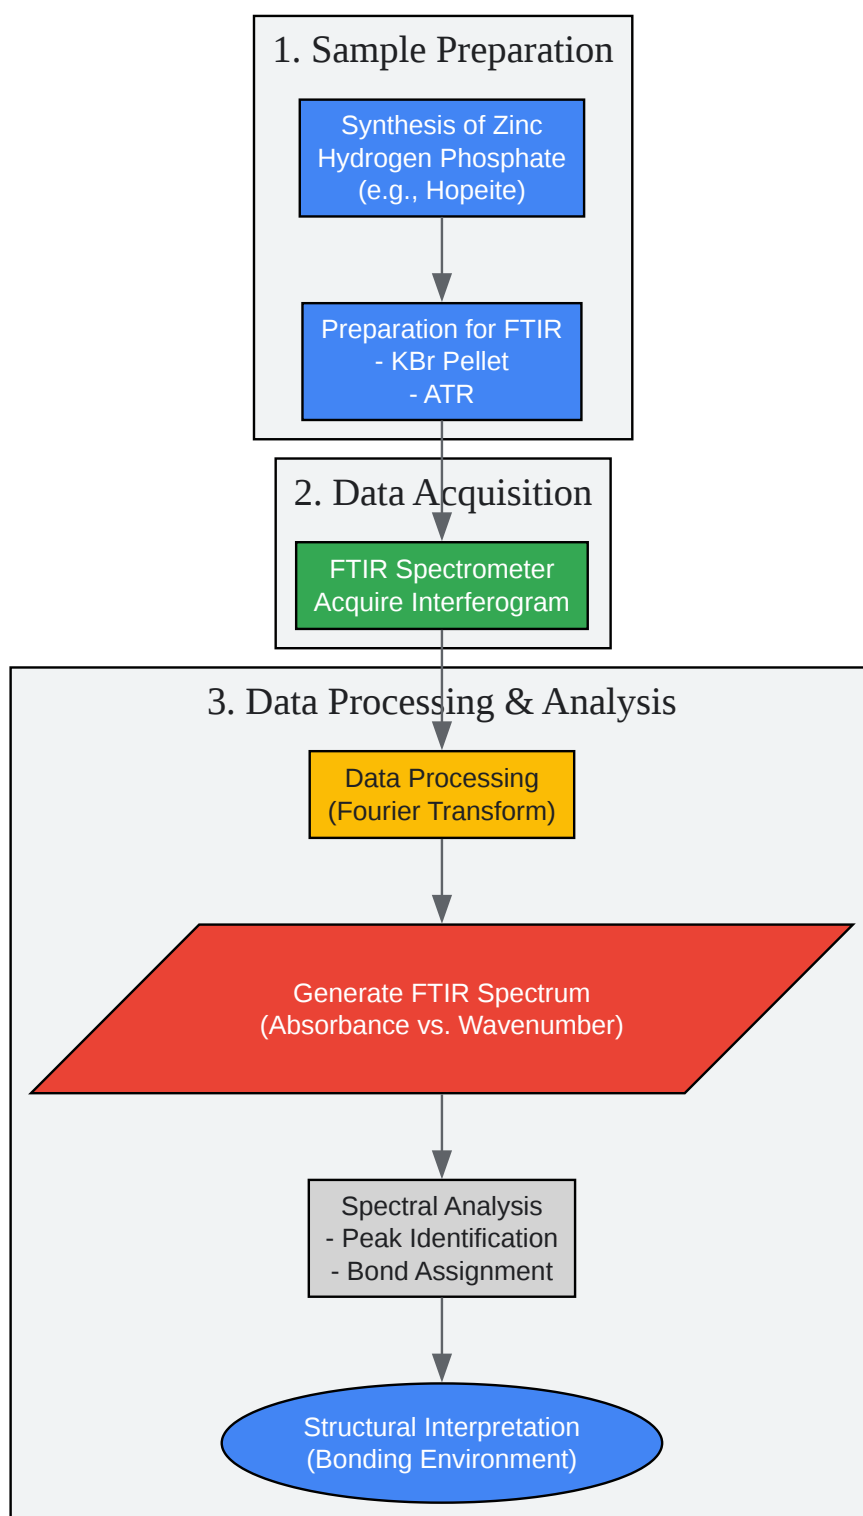 1. Sample Preparation
Synthesis of Zinc
Hydrogen Phosphate
(e.g., Hopeite)
Preparation for FTIR
- KBr Pellet
- ATR
2. Data Acquisition
FTIR Spectrometer
Acquire Interferogram
3. Data Processing & Analysis
Data Processing
(Fourier Transform)
Generate FTIR Spectrum
(Absorbance vs. Wavenumber)
Spectral Analysis
- Peak Identification
- Bond Assignment
Structural Interpretation
(Bonding Environment)